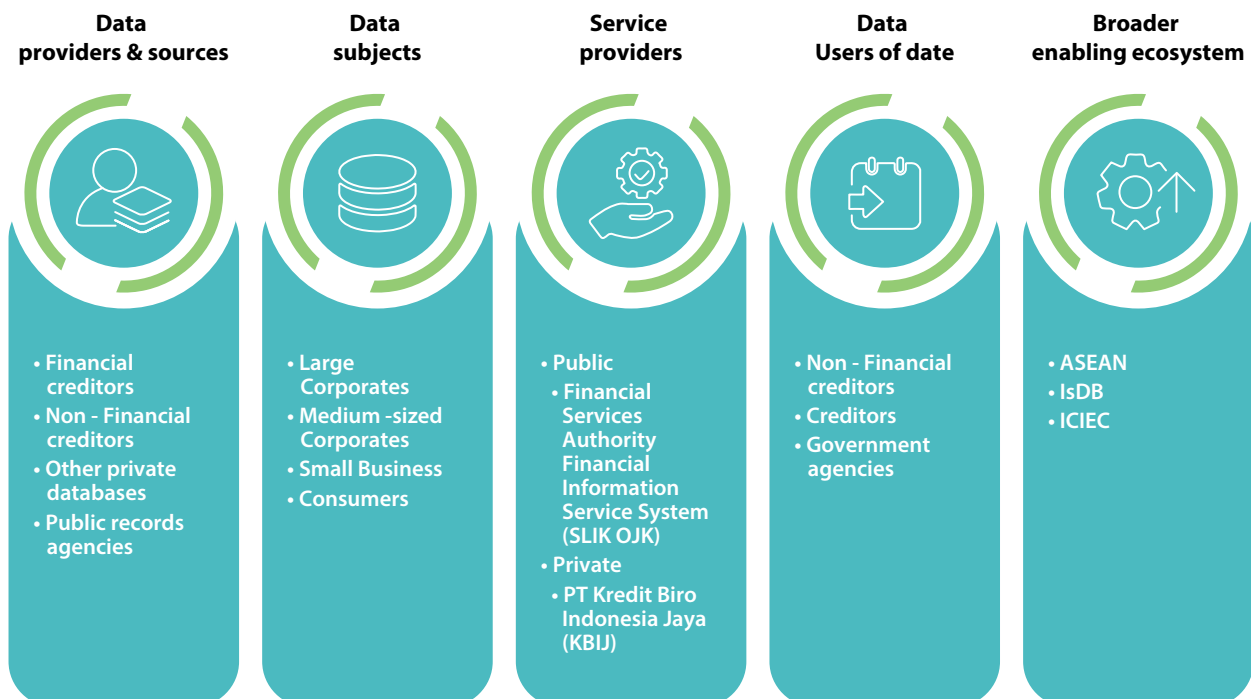 Data
providers & sources
• Financial
creditors
• Non - Financial
creditors
• Other private
databases
• Public records
agencies
Data
subjects
• Large
Corporates
• Medium -sized
Corporates
• Small Business
• Consumers
Service
providers
• Public
• Financial
Services
Authority
Financial
Information
Service System
(SLIK OJK)
• Private
• PT Kredit Biro
Indonesia Jaya
(KBIJ)
Data
Users of date
• Non - Financial
creditors
• Creditors
• Government
agencies
Broader
enabling ecosystem
• ASEAN
• IsDB
• ICIEC